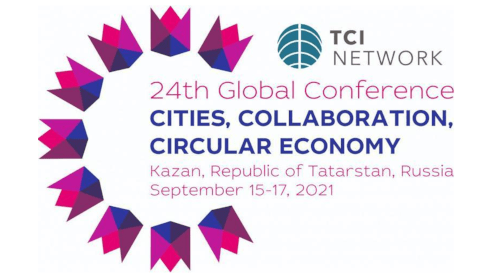 TCI
NETWORK
24th Global Conference
CITIES, COLLABORATION,
CIRCULAR ECONOMY
Kazan, Republic of Tatarstan, Russia
September 15-17, 2021